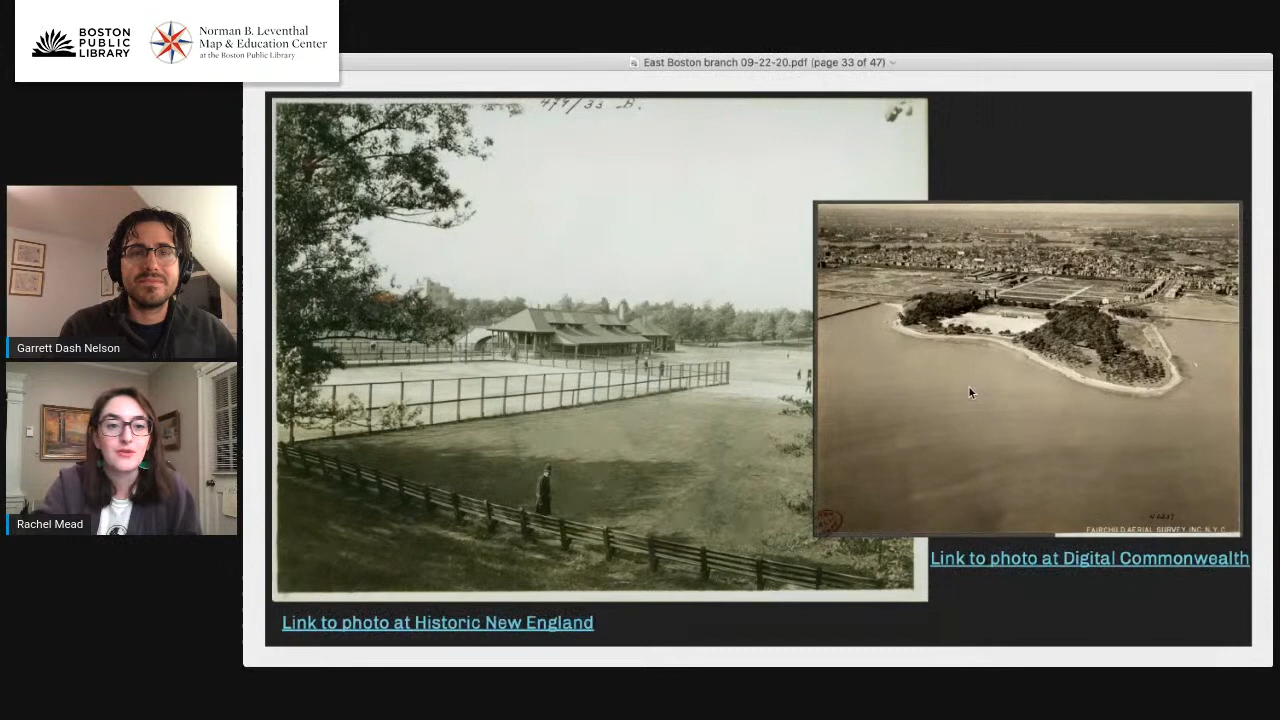 BOSTON
PUBLIC
LIBRARY
Norman B. Leventhal
Map & Education Center
at the Boston Public Library
East Boston branch 09-22-20.pdf (page 33 of 47)
Garrett Dash Nelson
Rachel Mead
FAIRCHILD AERIAL SURVEY INC. N.Y.C.
Link to photo at Digital Commonwealth
Link to photo at Historic New England